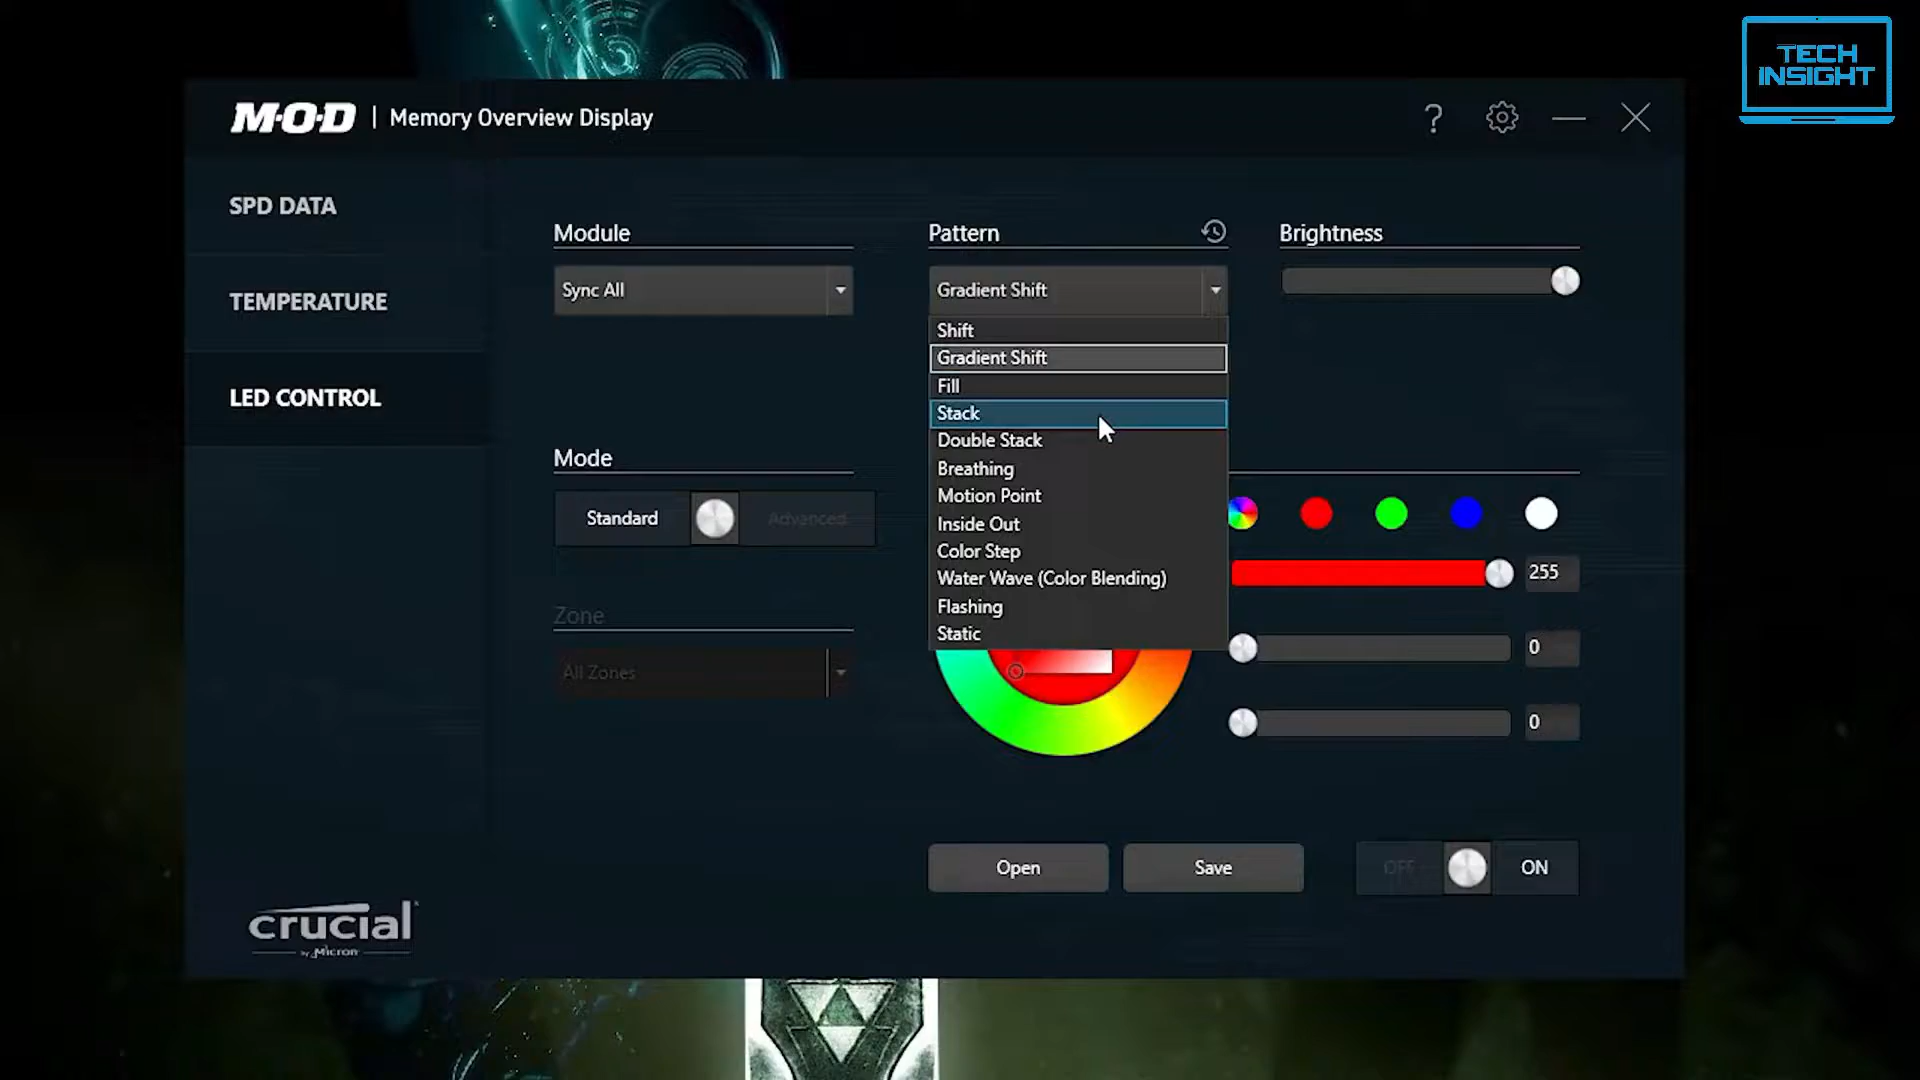 TECH
INSIGHT
M·O·D | Memory Overview Display
?
SPD DATA
TEMPERATURE
LED CONTROL
Module
Sync All
Pattern
Gradient Shift
Shift
Gradient Shift
Fill
Stack
Double Stack
Breathing
Motion Point
Inside Out
Color Step
Water Wave (Color Blending)
Flashing
Static
Brightness
Mode
Standard
Advanced
Zone
All Zones
255
0
0
Open
Save
OFF
ON
crucial
by Micron